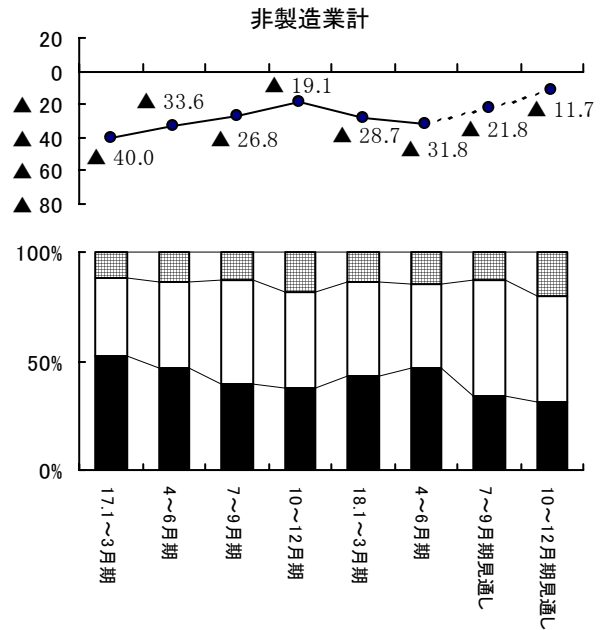 非製造業計
20
0
▲ 20
▲ 40
▲ 60
▲ 80
▲ 40.0
▲ 33.6
▲ 26.8
▲ 19.1
▲ 28.7
▲ 31.8
▲ 21.8
▲ 11.7
100%
50%
0%
17.1～3月期
4～6月期
7～9月期
10～12月期
18.1～3月期
4～6月期
7～9月期見通し
10～12月期見通し